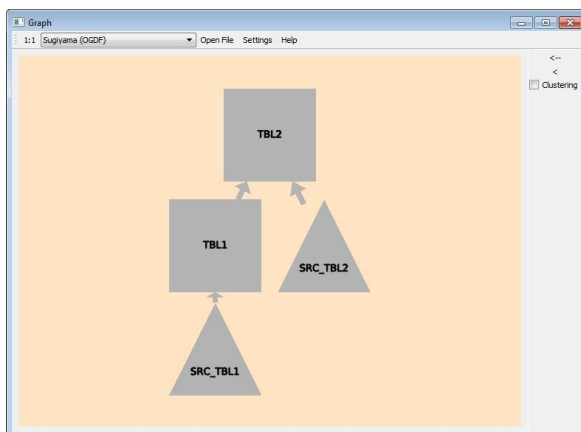 Graph
1:1 Sugiyama (OGDF) Open File Settings Help
<--
<
Clustering
TBL2
TBL1
SRC_TBL2
SRC_TBL1